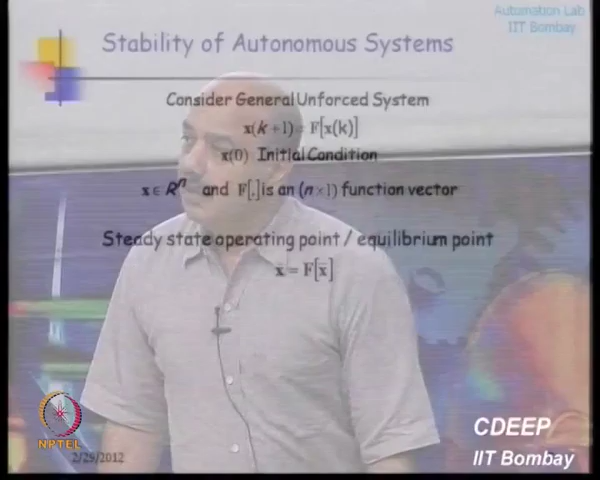 Automation Lab
IIT Bombay
Stability of Autonomous Systems
Consider General Unforced System
x(k+1) = F[x(k)]
x(0) Initial Condition
x ∈ Rⁿ and F[.] is an (n×1) function vector
Steady state operating point / equilibrium point
x̄ = F[x̄]
NPTEL
2/29/2012
CDEEP
IIT Bombay